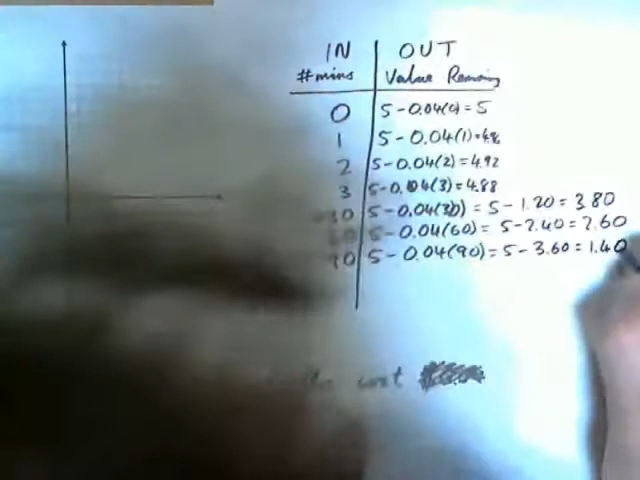 IN OUT
#mins Value Remaining
0 5-0.04(0)=5
1 5-0.04(1)=4.96
2 5-0.04(2)=4.92
3 5-0.04(3)=4.88
30 5-0.04(30)=5-1.20=3.80
60 5-0.04(60)=5-2.40=2.60
90 5-0.04(90)=5-3.60=1.40
cost